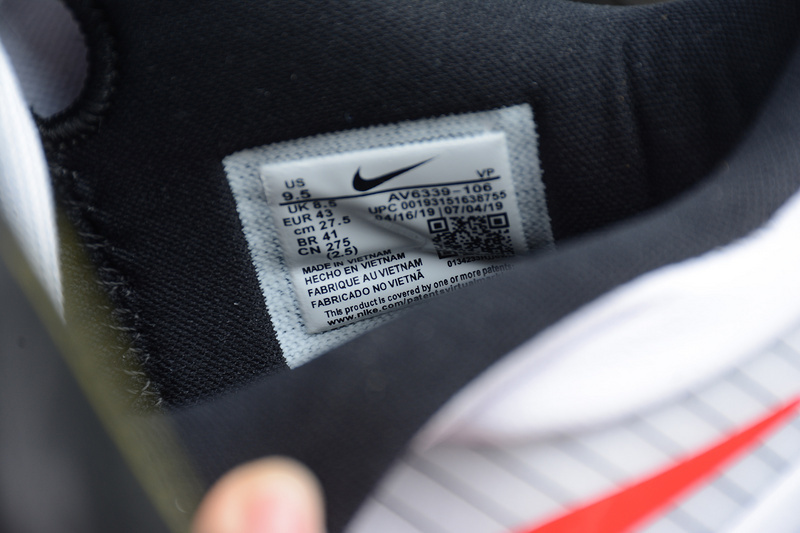 US
9.5
UK 8.5
EUR 43
cm 27.5
BR 41
CN 275
(2.5)
VP
AV6339-106
UPC 00193151638755
04/16/19 | 07/04/19
MADE IN VIETNAM
HECHO EN VIETNAM
FABRIQUE AU VIETNAM
FABRICADO NO VIETNÃ
This product is covered by one or more patents
www.nike.com/patents